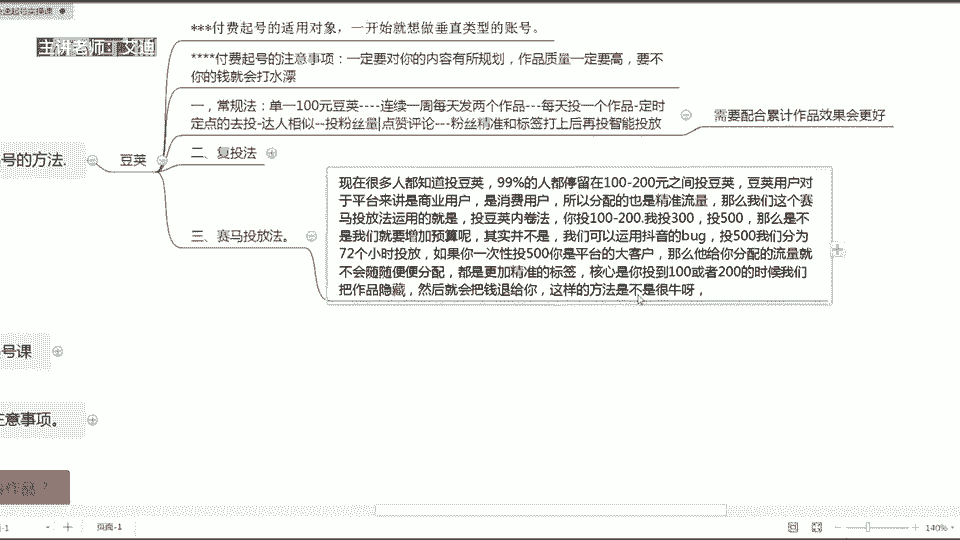 速起号实操课
主讲老师：艾迪
***付费起号的适用对象，一开始就想做垂直类型的账号。
****付费起号的注意事项：一定要对你的内容有所规划，作品质量一定要高，要不
你的钱就会打水漂
一，常规法：单一100元豆荚----连续一周每天发两个作品---每天投一个作品-定时
定点的去投-达人相似--投粉丝量|点赞评论---粉丝精准和标签打上后再投智能投放
需要配合累计作品效果会更好
号的方法.
豆荚
二、复投法
三、赛马投放法。
现在很多人都知道投豆荚，99%的人都停留在100-200元之间投豆荚，豆荚用户对
于平台来讲是商业用户，是消费用户，所以分配的也是精准流量，那么我们这个赛
马投放法运用的就是，投豆荚内卷法，你投100-200.我投300，投500，那么是不
是我们就要增加预算呢，其实并不是，我们可以运用抖音的bug，投500我们分为
72个小时投放，如果你一次性投500你是平台的大客户，那么他给你分配的流量就
不会随随便便分配，都是更加精准的标签，核心是你投到100或者200的时候我们
把作品隐藏，然后就会把钱退给你，这样的方法是不是很牛呀，
号课
注意事项。
作品？
页面-1
140%